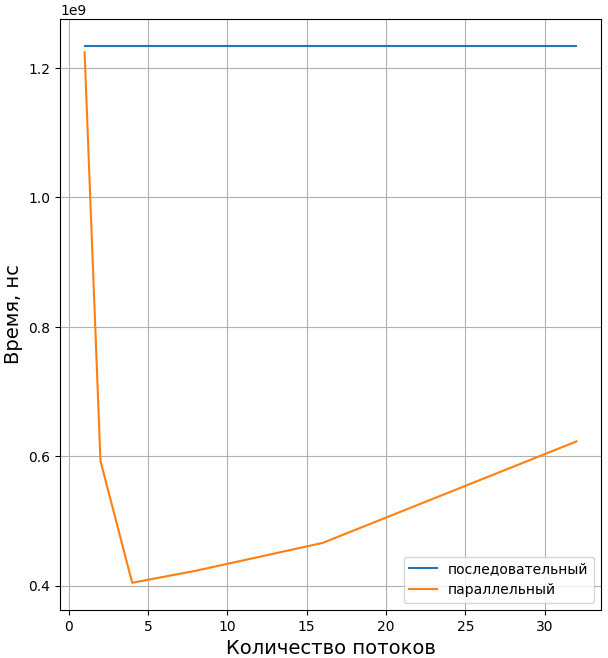 1e9
1.2
1.0
0.8
0.6
0.4
Время, нс
0 5 10 15 20 25 30
Количество потоков
последовательный
параллельный